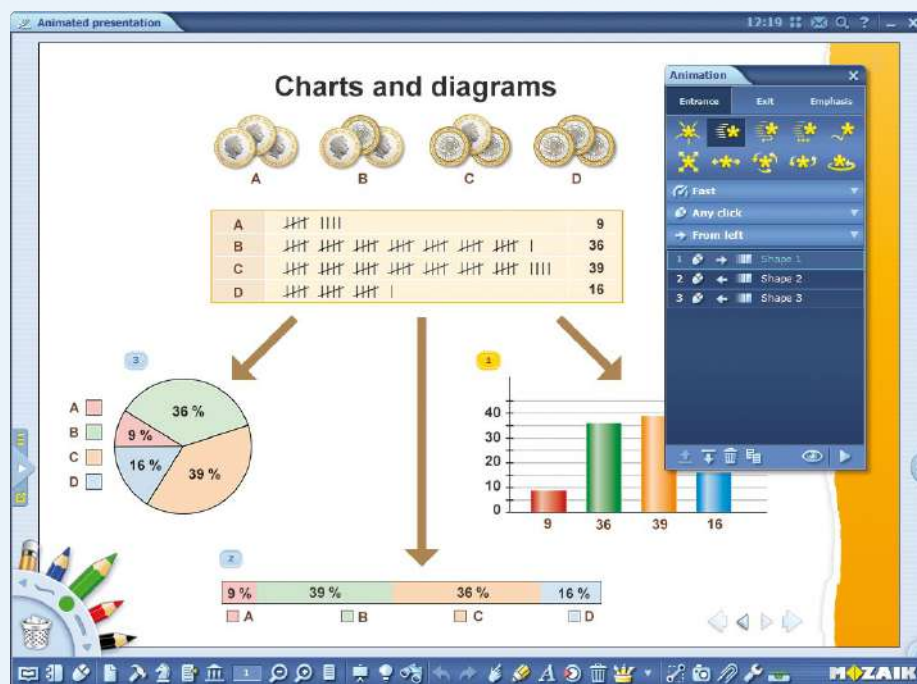 Animated presentation
12:19
Charts and diagrams
A B C D
A 9
B 36
C 39
D 16
Animation
Entrance Exit Emphasis
Fast
Any click
From left
1 Shape 1
2 Shape 2
3 Shape 3
3
A
B
C
D
36 %
9 %
16 %
39 %
1
40
30
20
10
0
9 36 39 16
2
9 % 39 % 36 % 16 %
A B C D
1
MOZAIK